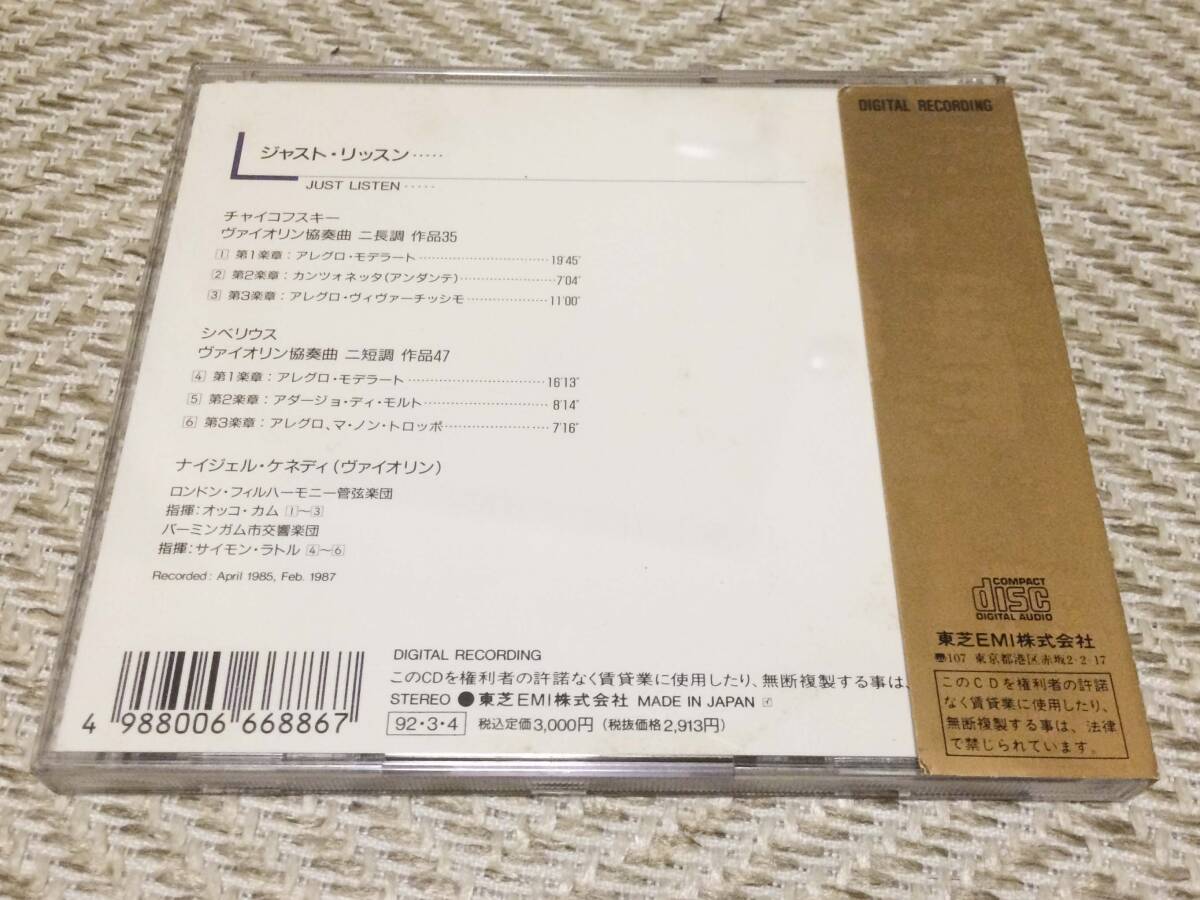 ジャスト・リッスン‥‥‥
JUST LISTEN ‥‥‥
チャイコフスキー
ヴァイオリン協奏曲 ニ長調 作品35
1 第1楽章：アレグロ・モデラート 19'45"
2 第2楽章：カンツォネッタ(アンダンテ) 7'04"
3 第3楽章：アレグロ・ヴィヴァーチッシモ 11'00"
シベリウス
ヴァイオリン協奏曲 ニ短調 作品47
4 第1楽章：アレグロ・モデラート 16'13"
5 第2楽章：アダージョ・ディ・モルト 8'14"
6 第3楽章：アレグロ、マ・ノン・トロッポ 7'16"
ナイジェル・ケネディ(ヴァイオリン)
ロンドン・フィルハーモニー管弦楽団
指揮：オッコ・カム 1〜3
バーミンガム市交響楽団
指揮：サイモン・ラトル 4〜6
Recorded: April 1985, Feb. 1987
4 988006 668867
DIGITAL RECORDING
このCDを権利者の許諾なく賃貸業に使用したり、無断複製する事は、
STEREO ●東芝EMI株式会社 MADE IN JAPAN
92・3・4 税込定価3,000円(税抜価格2,913円)
DIGITAL RECORDING
COMPACT
disc
DIGITAL AUDIO
東芝EMI株式会社
〠107 東京都港区赤坂2-2-17
このCDを権利者の許諾
なく賃貸業に使用したり、
無断複製する事は、法律
で禁じられています。